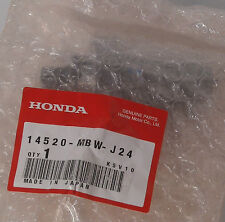 HONDA
GENUINE PARTS
Honda Motor Co., Ltd.
14520-MBW-J24
QTY 1
KSV10
MADE IN JAPAN